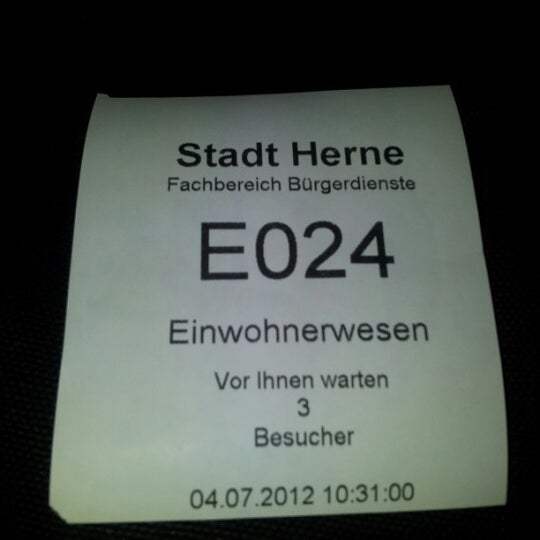 Stadt Herne
Fachbereich Bürgerdienste
E024
Einwohnerwesen
Vor Ihnen warten
3
Besucher
04.07.2012 10:31:00